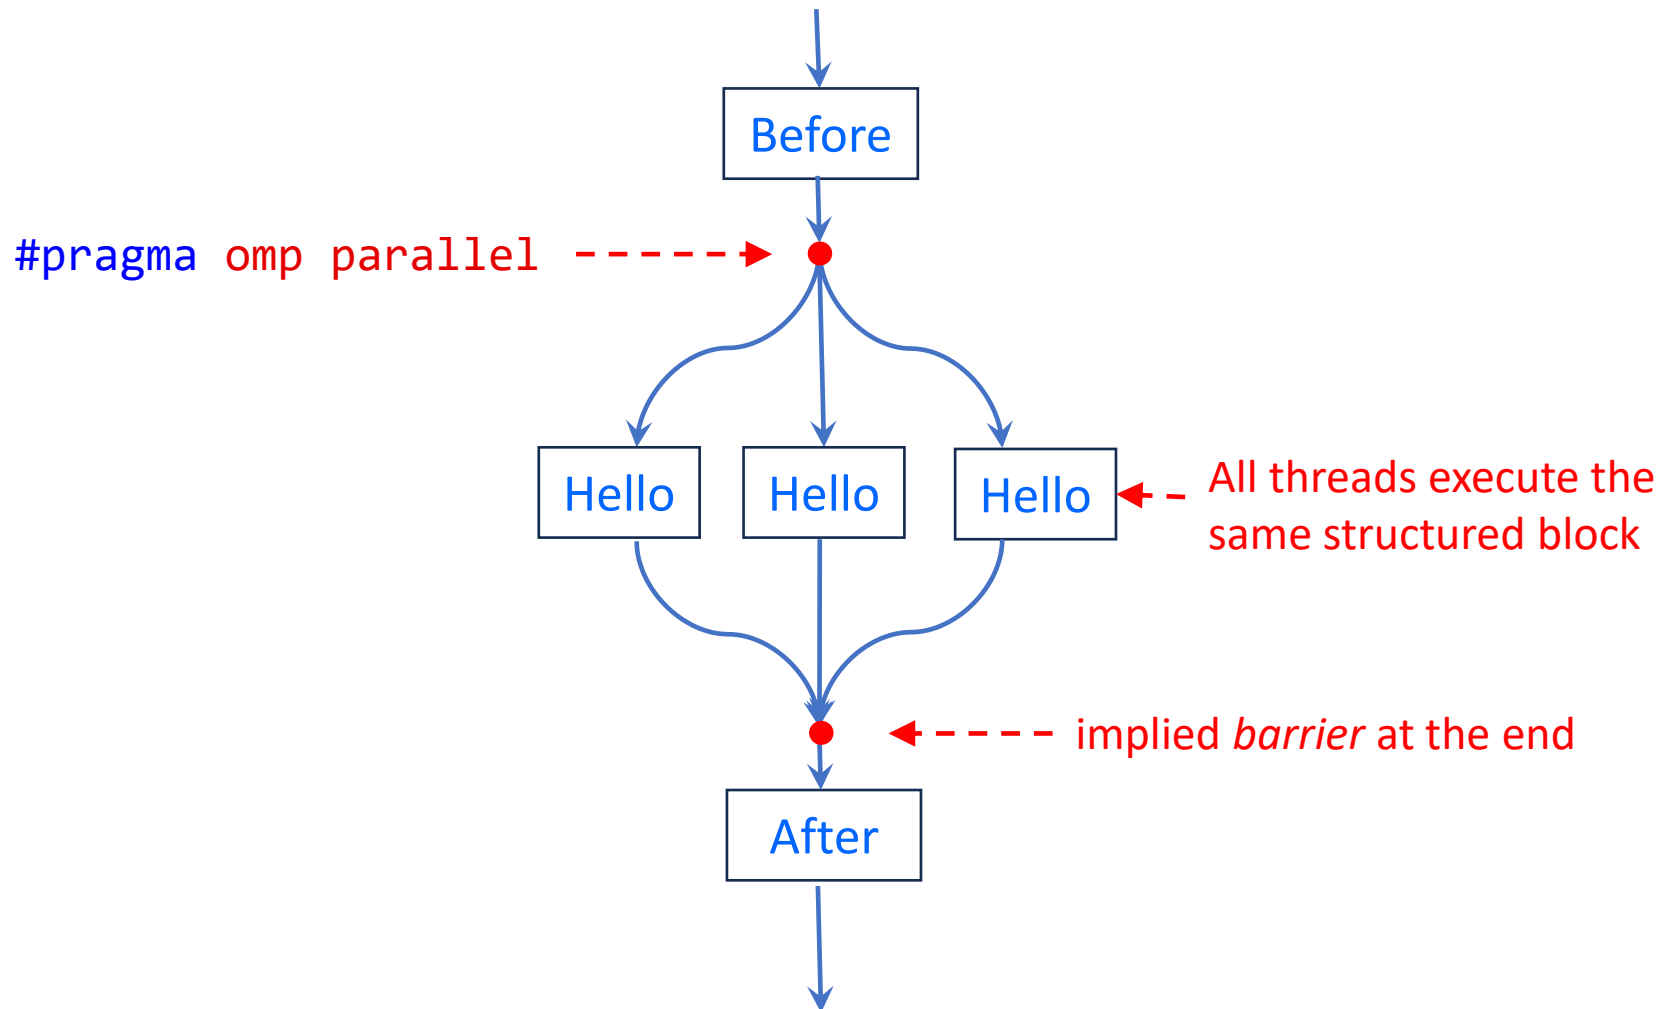 Before
#pragma omp parallel
Hello
Hello
Hello
All threads execute the
same structured block
implied barrier at the end
After